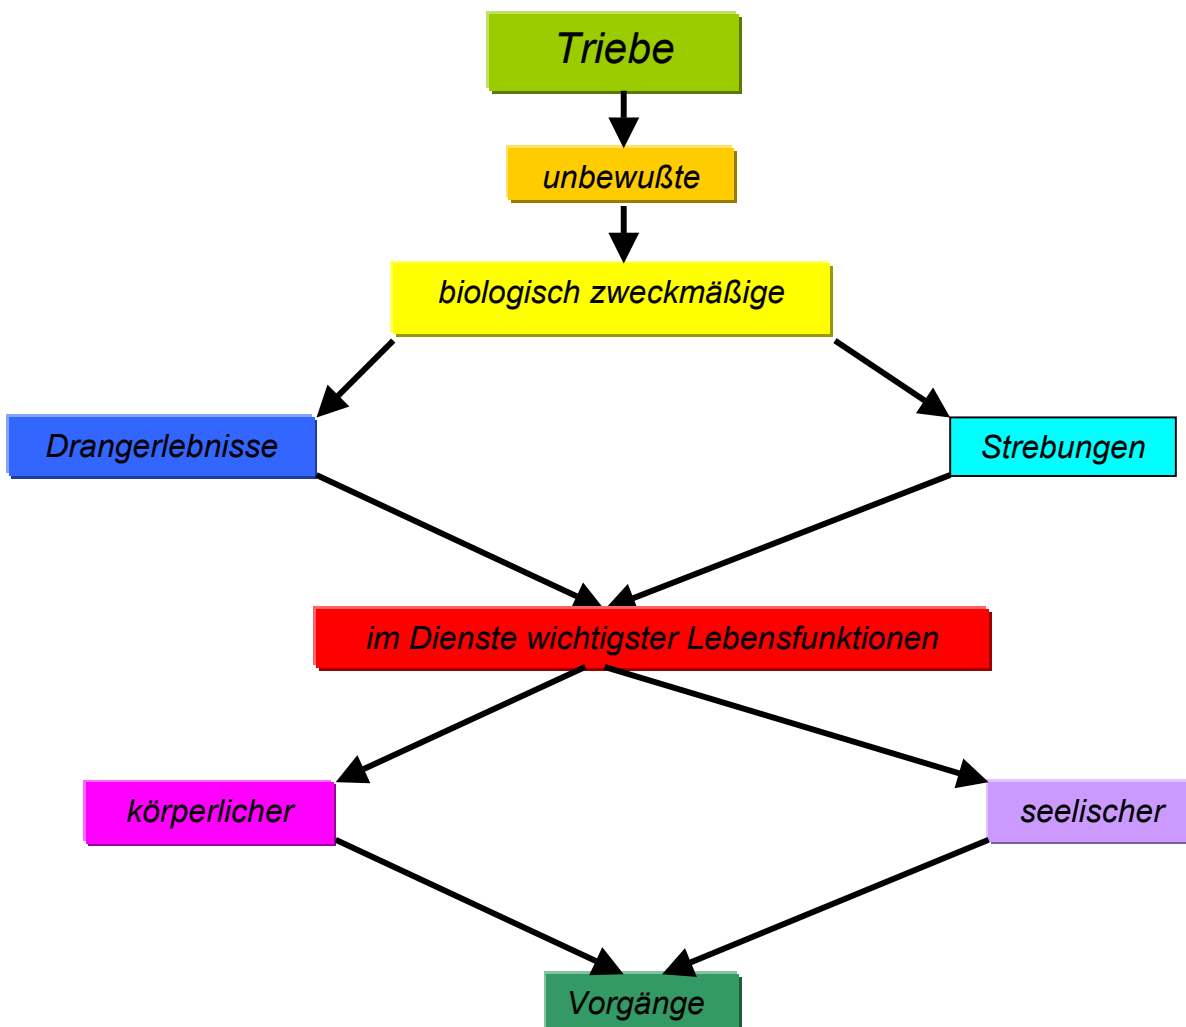 Triebe
unbewußte
biologisch zweckmäßige
Drangerlebnisse
Strebungen
im Dienste wichtigster Lebensfunktionen
körperlicher
seelischer
Vorgänge